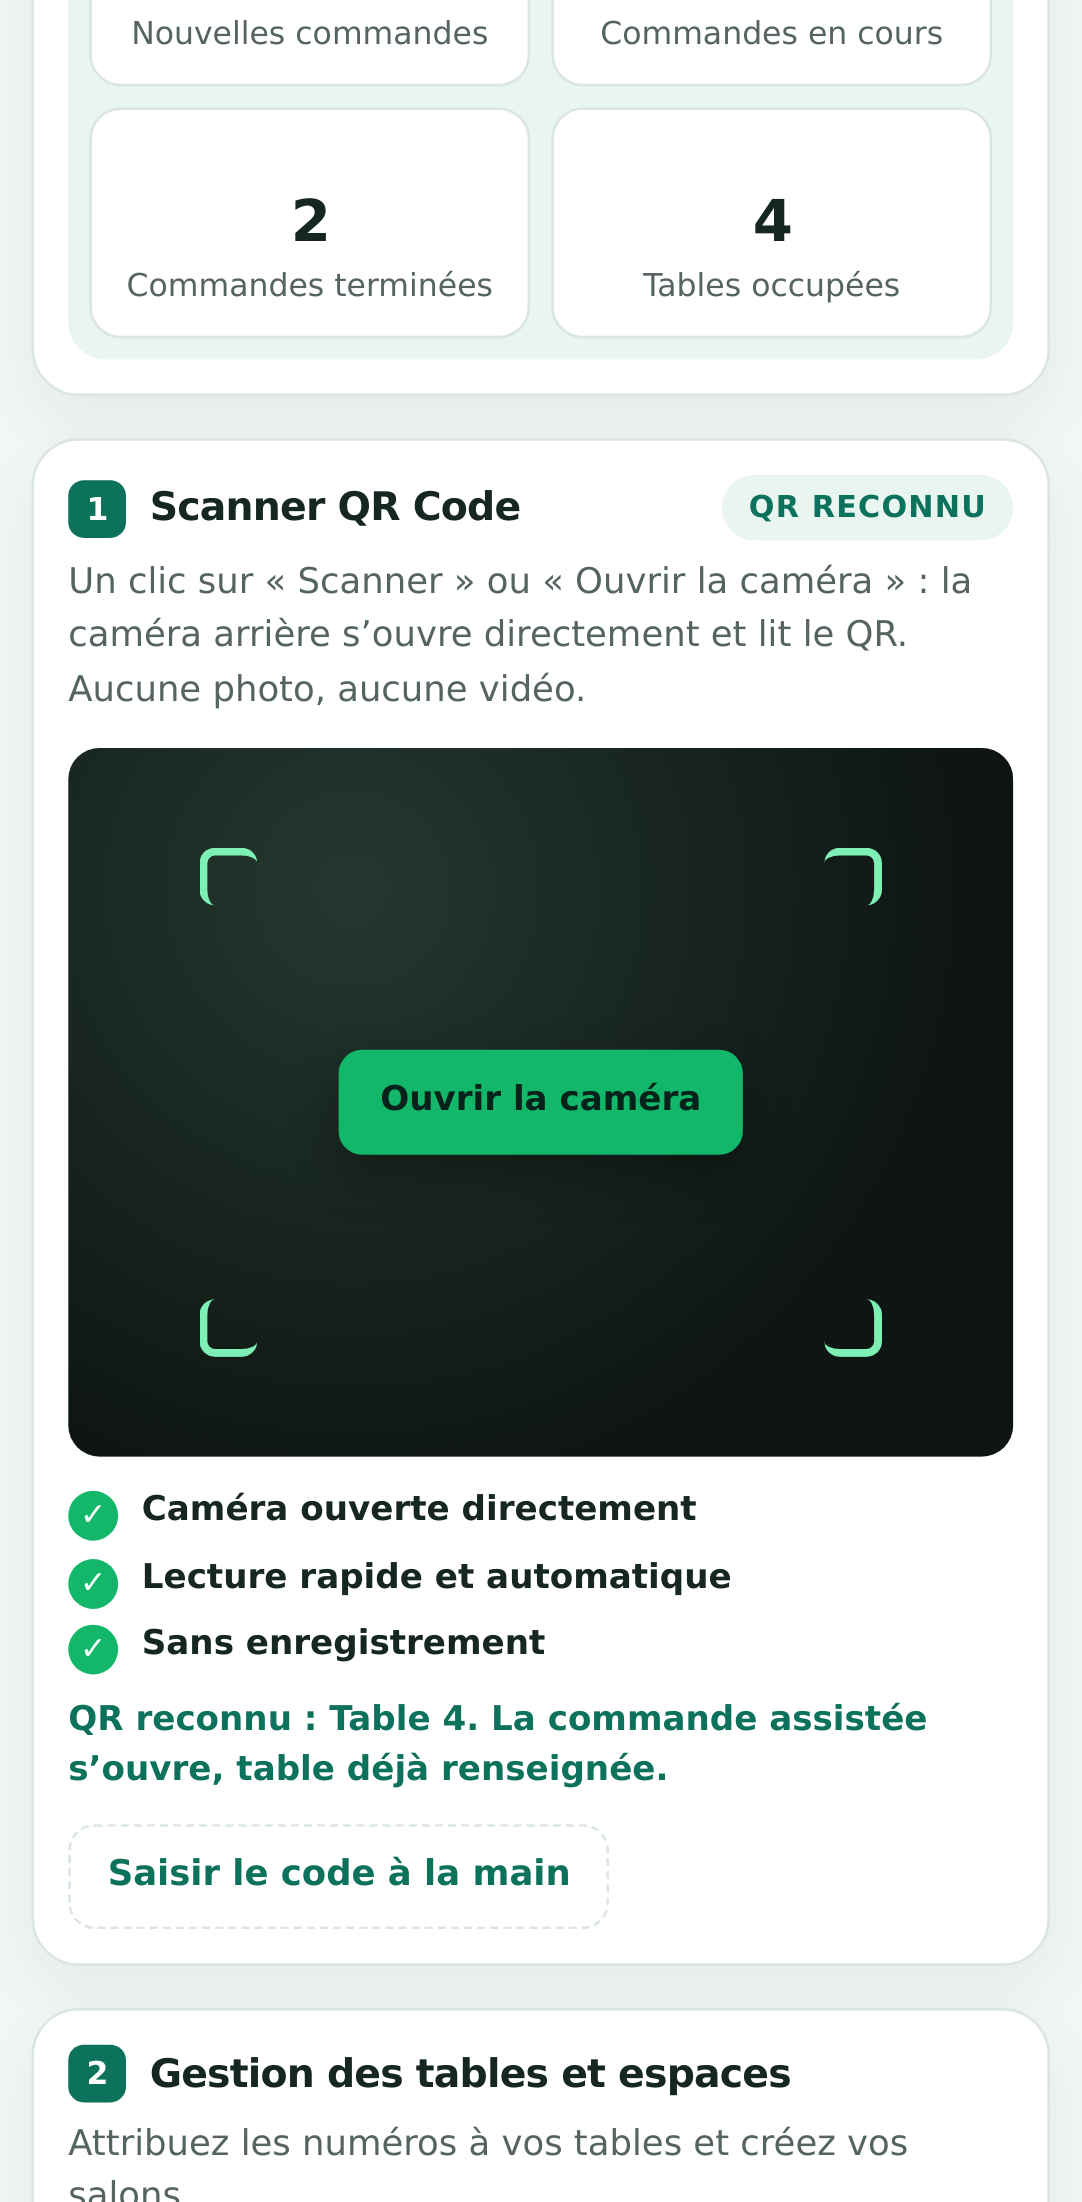 Nouvelles commandes
Commandes en cours
2
Commandes terminées
4
Tables occupées
1 Scanner QR Code
QR RECONNU
Un clic sur « Scanner » ou « Ouvrir la caméra » : la
caméra arrière s’ouvre directement et lit le QR.
Aucune photo, aucune vidéo.
Ouvrir la caméra
✓ Caméra ouverte directement
✓ Lecture rapide et automatique
✓ Sans enregistrement
QR reconnu : Table 4. La commande assistée
s’ouvre, table déjà renseignée.
Saisir le code à la main
2 Gestion des tables et espaces
Attribuez les numéros à vos tables et créez vos
salons